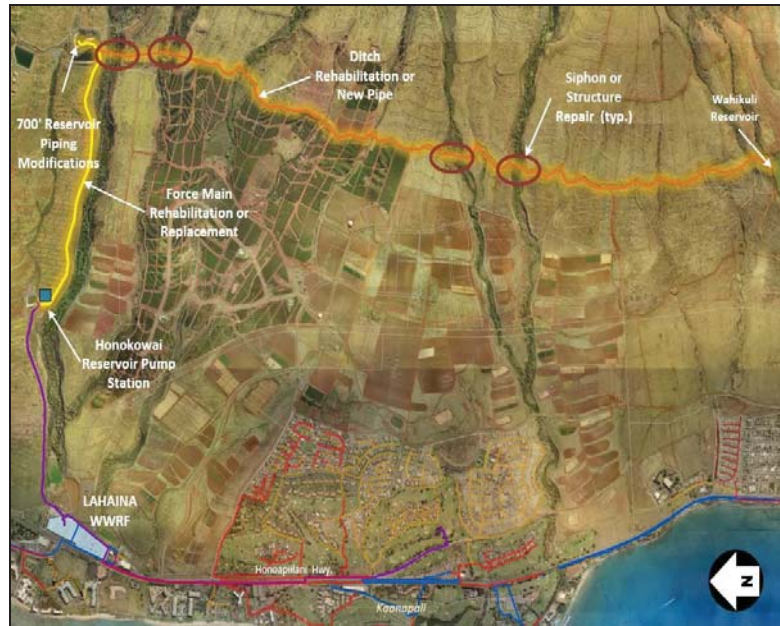 Ditch
Rehabilitation or
New Pipe
Siphon or
Structure
Repair (typ.)
Wahikuli
Reservoir
700' Reservoir
Piping
Modifications
Force Main
Rehabilitation or
Replacement
Honokowai
Reservoir Pump
Station
LAHAINA
WWRF
Honoapiilani Hwy.
Kaanapali
N